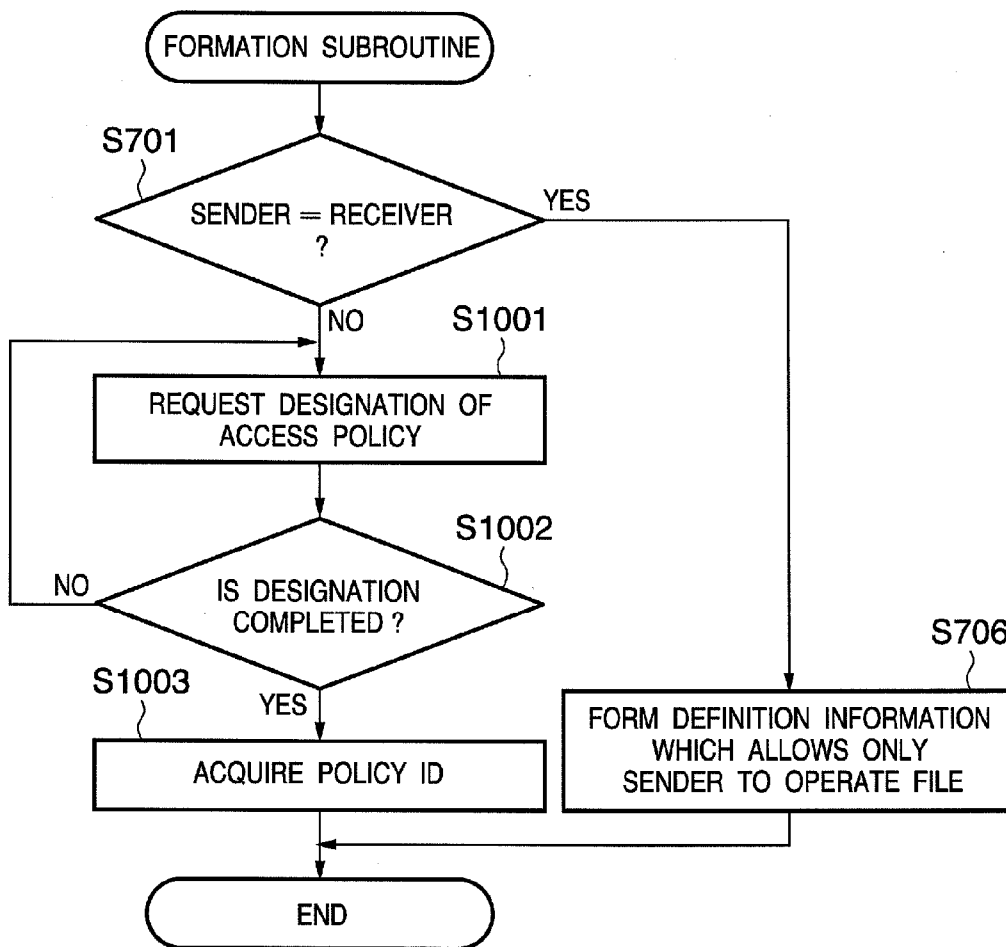 FORMATION SUBROUTINE
S701
SENDER = RECEIVER
?
YES
NO
S1001
REQUEST DESIGNATION OF
ACCESS POLICY
S1002
NO
IS DESIGNATION
COMPLETED ?
S706
S1003
YES
FORM DEFINITION INFORMATION
WHICH ALLOWS ONLY
SENDER TO OPERATE FILE
ACQUIRE POLICY ID
END